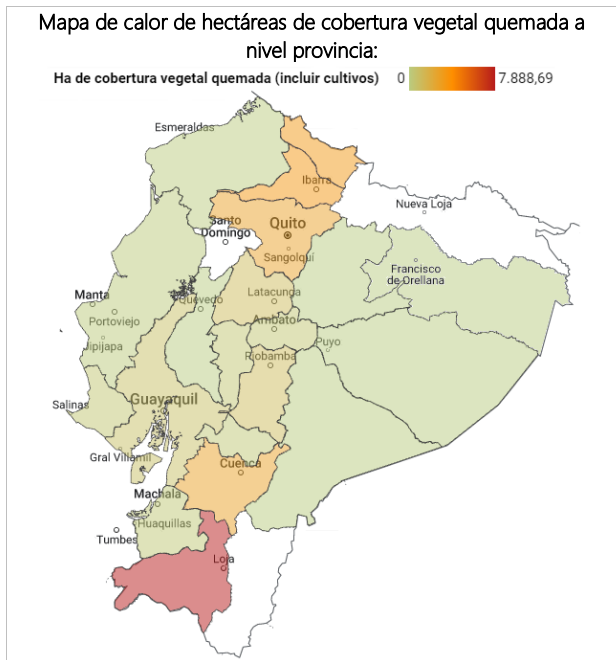 Mapa de calor de hectáreas de cobertura vegetal quemada a
nivel provincia:
Ha de cobertura vegetal quemada (incluir cultivos) 0 7.888,69
Esmeraldas
Ibarra
Nueva Loja
Santo
Domingo
Quito
Sangolquí
Francisco
de Orellana
Latacunga
Manta
Quevedo
Portoviejo
Ambato
Jipijapa
Puyo
Riobamba
Salinas
Guayaquil
Gral Villamil
Cuenca
Machala
Huaquillas
Tumbes
Loja